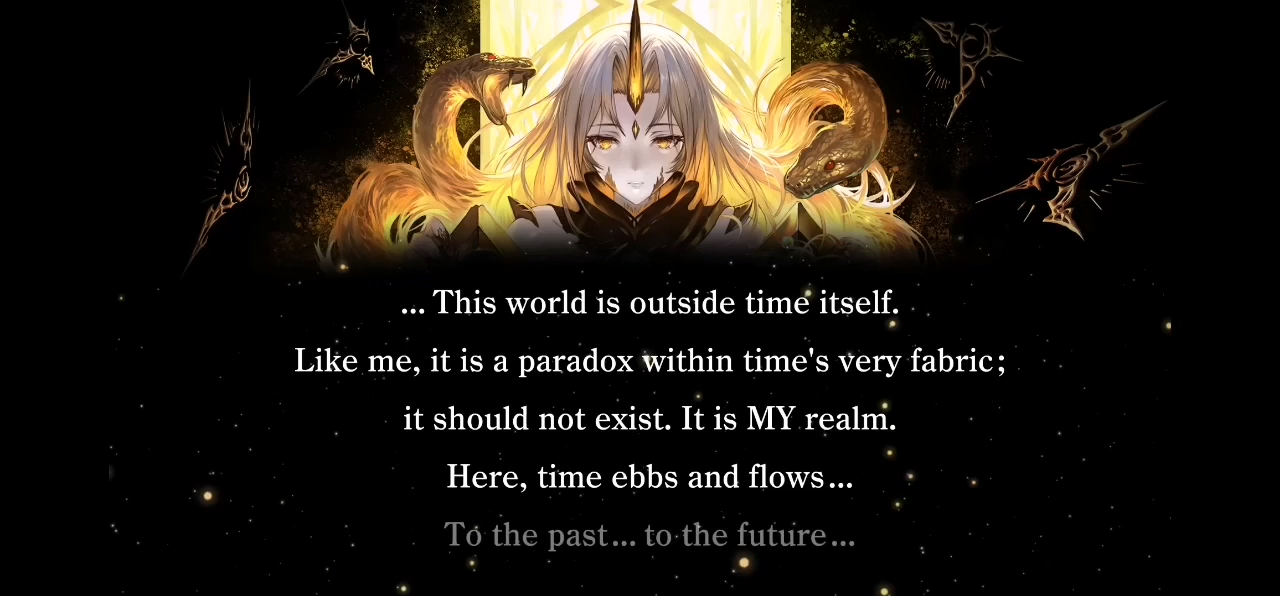 ... This world is outside time itself.
Like me, it is a paradox within time's very fabric;
it should not exist. It is MY realm.
Here, time ebbs and flows...
To the past... to the future...